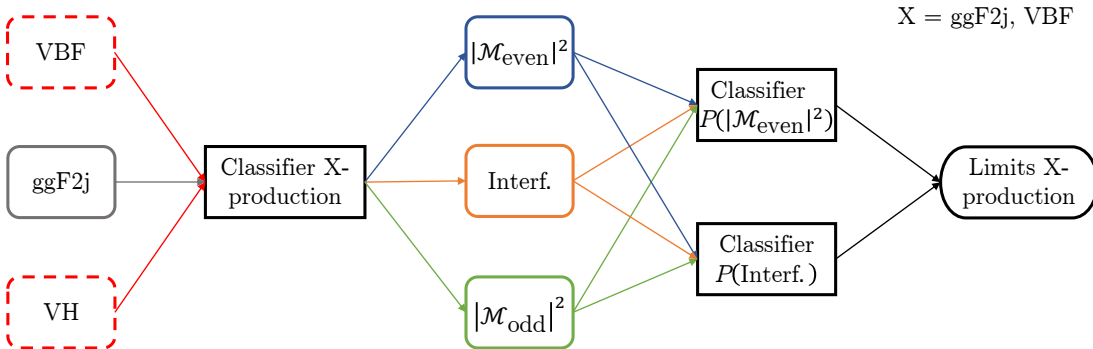 X = ggF2j, VBF
VBF
ggF2j
VH
Classifier X-
production
|ℳeven|²
Interf.
|ℳodd|²
Classifier
P(|ℳeven|²)
Classifier
P(Interf.)
Limits X-
production